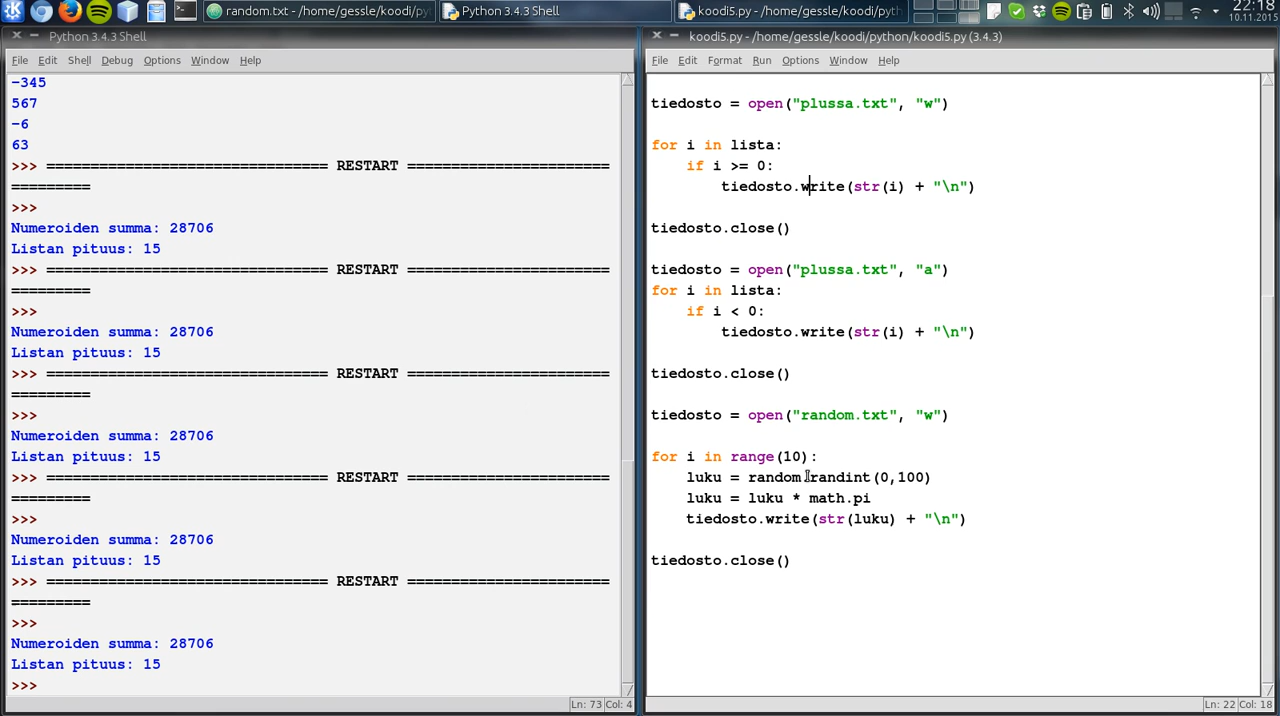 random.txt - /home/gessle/koodi/py
Python 3.4.3 Shell
koodi5.py - /home/gessle/koodi/pyth
22:18
10.11.2015
Python 3.4.3 Shell
File Edit Shell Debug Options Window Help
-345
567
-6
63
>>> ================================ RESTART =======================
=========
>>>
Numeroiden summa: 28706
Listan pituus: 15
>>> ================================ RESTART =======================
=========
>>>
Numeroiden summa: 28706
Listan pituus: 15
>>> ================================ RESTART =======================
=========
>>>
Numeroiden summa: 28706
Listan pituus: 15
>>> ================================ RESTART =======================
=========
>>>
Numeroiden summa: 28706
Listan pituus: 15
>>> ================================ RESTART =======================
=========
>>>
Numeroiden summa: 28706
Listan pituus: 15
>>>
Ln: 73 Col: 4
koodi5.py - /home/gessle/koodi/python/koodi5.py (3.4.3)
File Edit Format Run Options Window Help
tiedosto = open("plussa.txt", "w")
for i in lista:
    if i >= 0:
        tiedosto.write(str(i) + "\n")
tiedosto.close()
tiedosto = open("plussa.txt", "a")
for i in lista:
    if i < 0:
        tiedosto.write(str(i) + "\n")
tiedosto.close()
tiedosto = open("random.txt", "w")
for i in range(10):
    luku = random.randint(0,100)
    luku = luku * math.pi
    tiedosto.write(str(luku) + "\n")
tiedosto.close()
Ln: 22 Col: 18